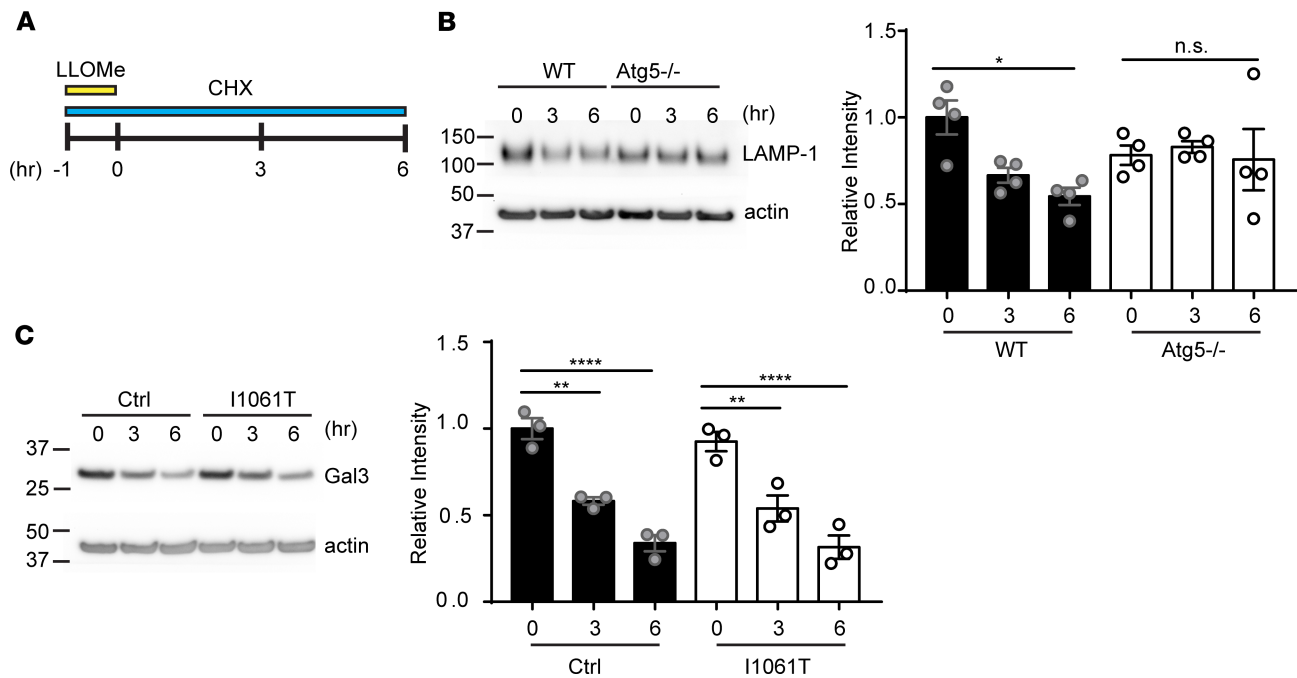 A
LLOMe
CHX
(hr) -1 0 3 6
B
WT Atg5-/-
0 3 6 0 3 6 (hr)
150
100
LAMP-1
50
37
actin
1.5
1.0
0.5
0.0
Relative Intensity
*
n.s.
0 3 6 0 3 6
WT Atg5-/-
C
Ctrl I1061T
0 3 6 0 3 6 (hr)
37
25
Gal3
50
37
actin
1.5
1.0
0.5
0.0
Relative Intensity
****
**
****
**
0 3 6 0 3 6
Ctrl I1061T